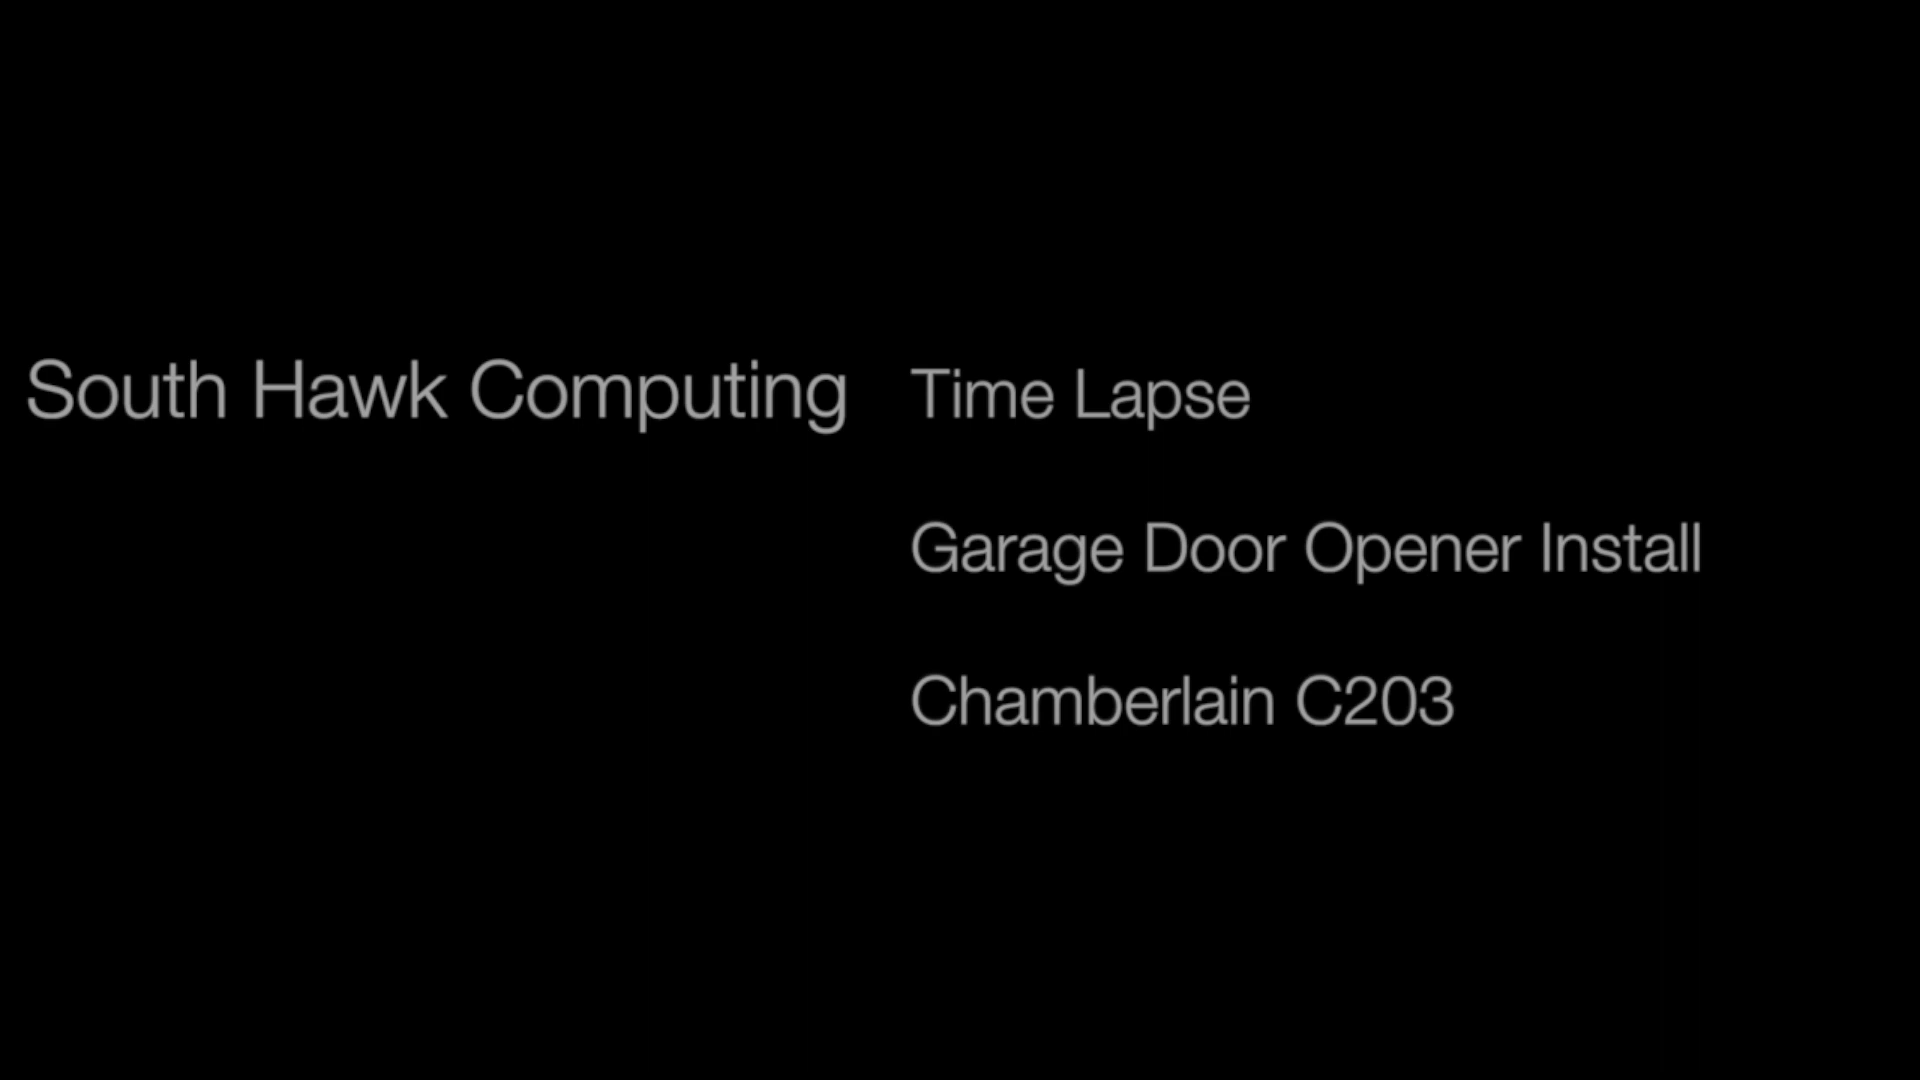 South Hawk Computing
Time Lapse
Garage Door Opener Install
Chamberlain C203